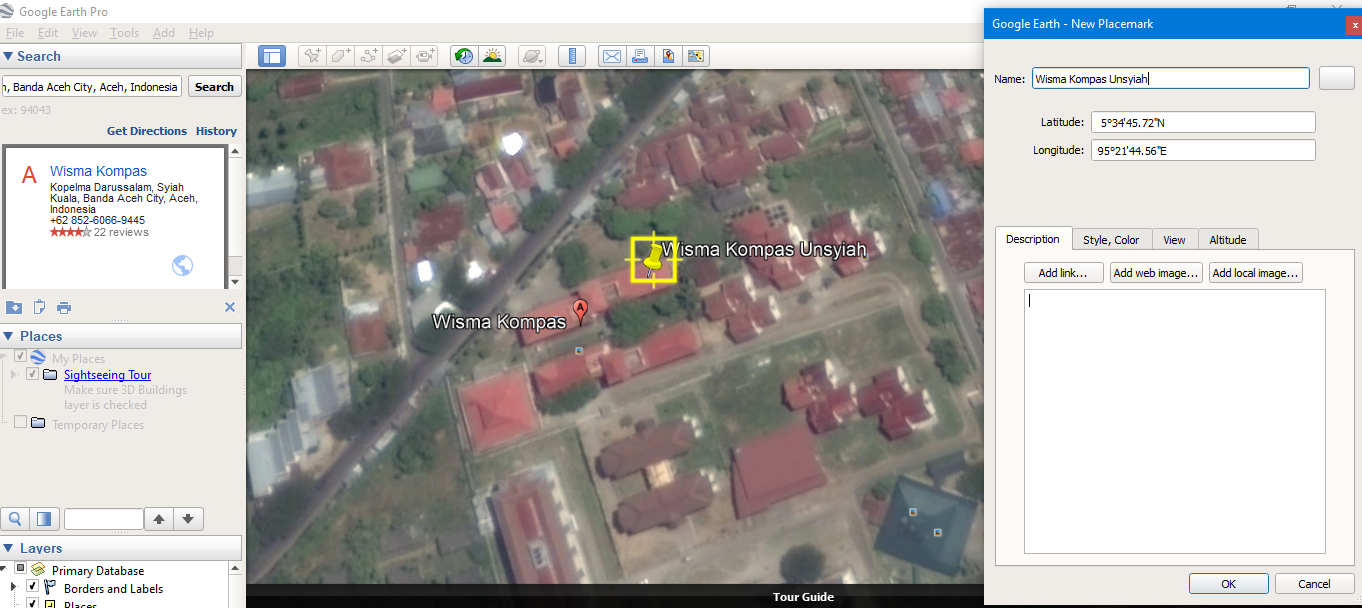 Google Earth Pro
File Edit View Tools Add Help
Search
n, Banda Aceh City, Aceh, Indonesia
Search
ex: 94043
Get Directions History
A
Wisma Kompas
Kopelma Darussalam, Syiah
Kuala, Banda Aceh City, Aceh,
Indonesia
+62 852-6066-9445
22 reviews
Places
My Places
Sightseeing Tour
Make sure 3D Buildings
layer is checked
Temporary Places
Layers
Primary Database
Borders and Labels
Places
Wisma Kompas Unsyiah
A
Wisma Kompas
Tour Guide
Google Earth - New Placemark
x
Name: Wisma Kompas Unsyiah
Latitude: 5°34'45.72"N
Longitude: 95°21'44.56"E
Description Style, Color View Altitude
Add link... Add web image... Add local image...
OK Cancel